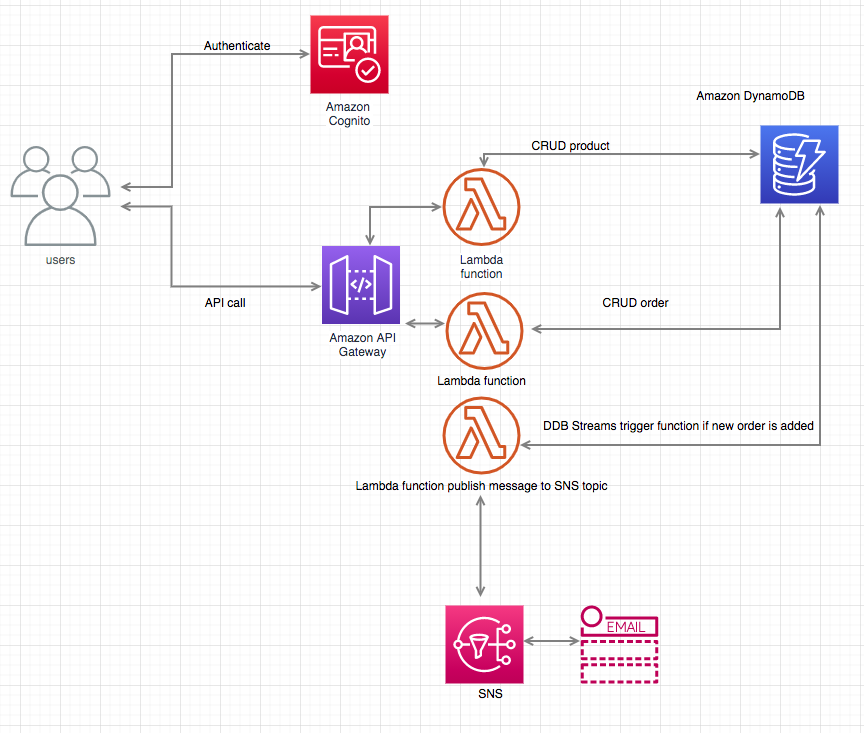 Authenticate
Amazon
Cognito
Amazon DynamoDB
CRUD product
users
Lambda
function
API call
CRUD order
</>
Amazon API
Gateway
Lambda function
DDB Streams trigger function if new order is added
Lambda function publish message to SNS topic
EMAIL
SNS